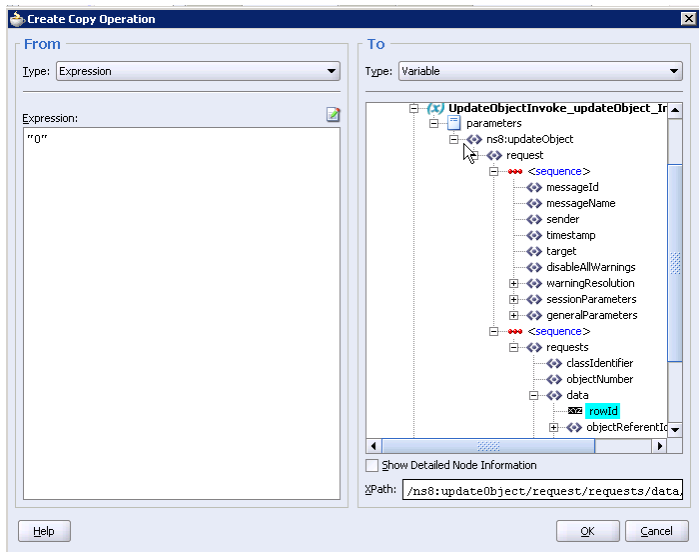 Create Copy Operation
From
Type: Expression
Expression:
"0"
To
Type: Variable
(x) UpdateObjectInvoke_updateObject_Ir
parameters
ns8:updateObject
request
<sequence>
messageId
messageName
sender
timestamp
target
disableAllWarnings
warningResolution
sessionParameters
generalParameters
<sequence>
requests
classIdentifier
objectNumber
data
rowId
objectReferentIc
Show Detailed Node Information
XPath: /ns8:updateObject/request/requests/data/
Help
OK
Cancel